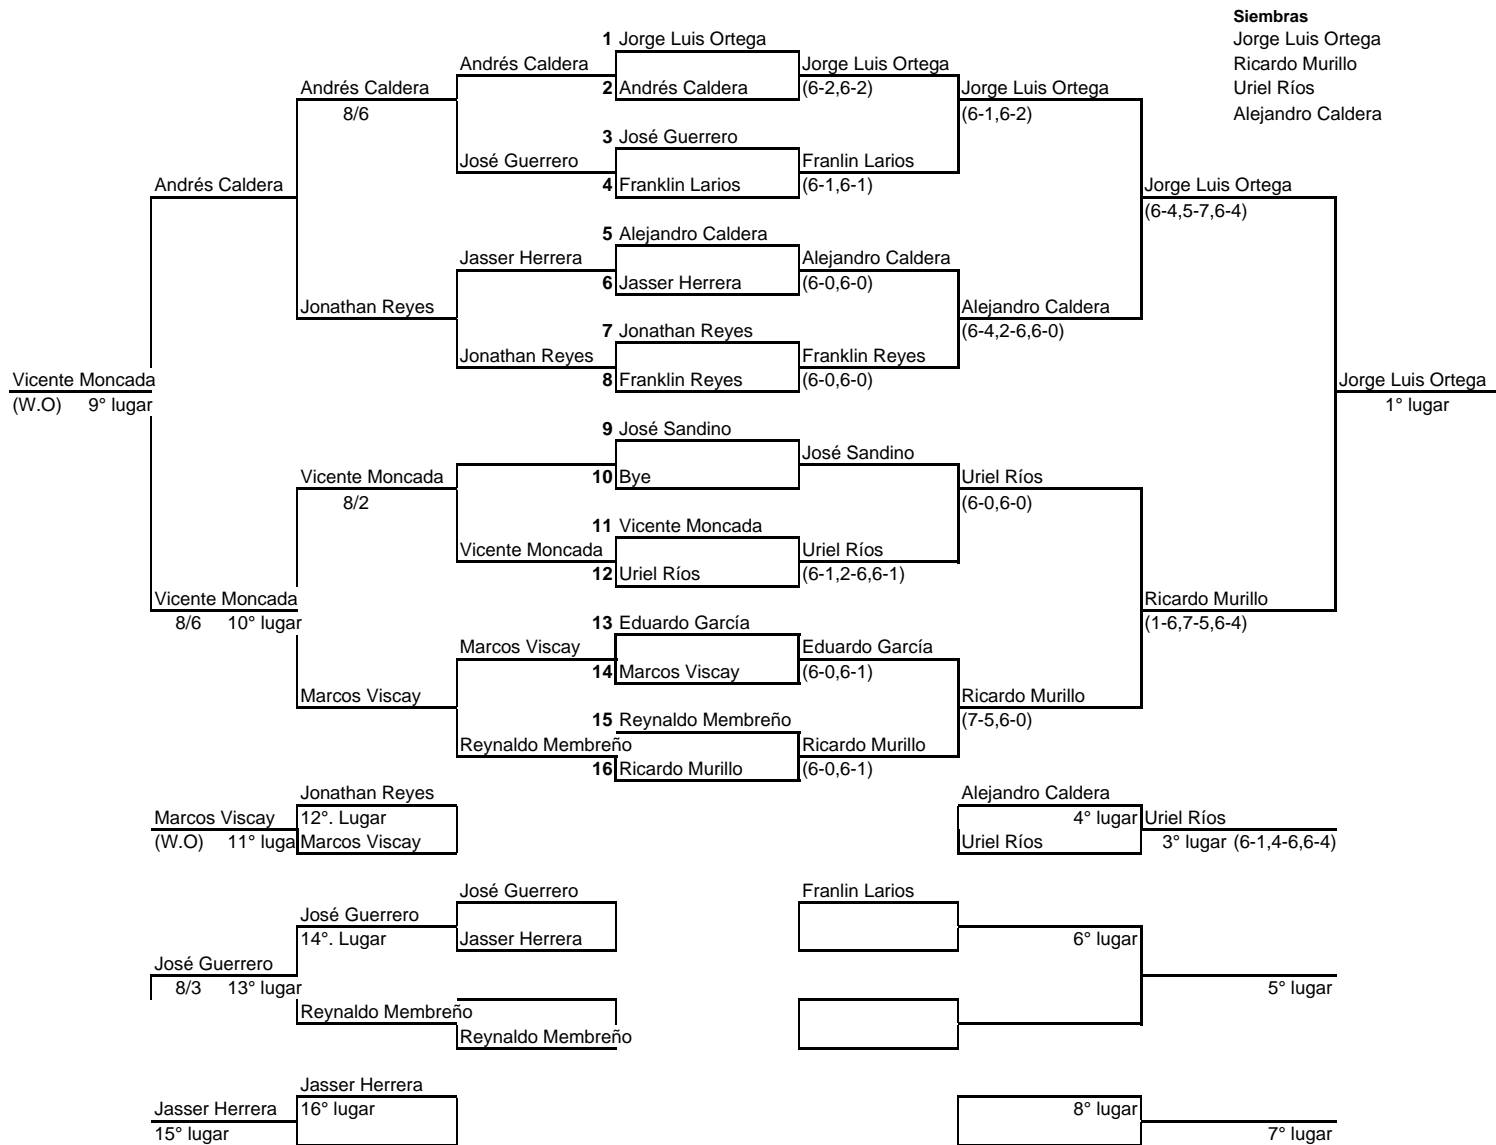 Siembras
1 Jorge Luis Ortega Jorge Luis Ortega
Andrés Caldera Jorge Luis Ortega Ricardo Murillo
Andrés Caldera 2 Andrés Caldera (6-2,6-2) Jorge Luis Ortega Uriel Ríos
8/6 (6-1,6-2) Alejandro Caldera
3 José Guerrero
José Guerrero Franlin Larios
Andrés Caldera 4 Franklin Larios (6-1,6-1) Jorge Luis Ortega
(6-4,5-7,6-4)
5 Alejandro Caldera
Jasser Herrera Alejandro Caldera
6 Jasser Herrera (6-0,6-0)
Jonathan Reyes Alejandro Caldera
7 Jonathan Reyes (6-4,2-6,6-0)
Jonathan Reyes Franklin Reyes
Vicente Moncada 8 Franklin Reyes (6-0,6-0) Jorge Luis Ortega
(W.O) 9° lugar 1° lugar
9 José Sandino
José Sandino
Vicente Moncada 10 Bye Uriel Ríos
8/2 (6-0,6-0)
11 Vicente Moncada
Vicente Moncada Uriel Ríos
12 Uriel Ríos (6-1,2-6,6-1)
Vicente Moncada Ricardo Murillo
8/6 10° lugar 13 Eduardo García (1-6,7-5,6-4)
Marcos Viscay Eduardo García
14 Marcos Viscay (6-0,6-1)
Marcos Viscay Ricardo Murillo
15 Reynaldo Membreño (7-5,6-0)
Reynaldo Membreño Ricardo Murillo
16 Ricardo Murillo (6-0,6-1)
Jonathan Reyes Alejandro Caldera
Marcos Viscay 12°. Lugar 4° lugar Uriel Ríos
(W.O) 11° luga Marcos Viscay Uriel Ríos 3° lugar (6-1,4-6,6-4)
José Guerrero Franlin Larios
José Guerrero
14°. Lugar Jasser Herrera 6° lugar
José Guerrero
8/3 13° lugar 5° lugar
Reynaldo Membreño
Reynaldo Membreño
Jasser Herrera
Jasser Herrera 16° lugar 8° lugar
15° lugar 7° lugar